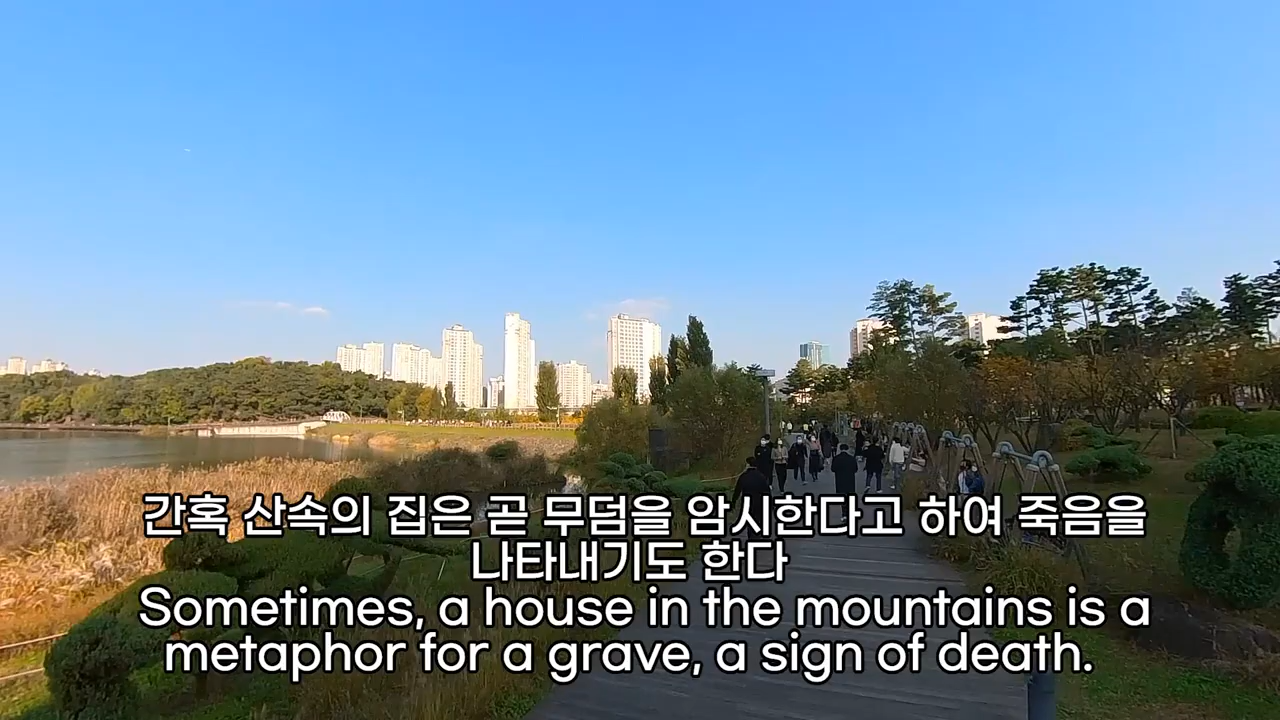 간혹 산속의 집은 곧 무덤을 암시한다고 하여 죽음을
나타내기도 한다
Sometimes, a house in the mountains is a
metaphor for a grave, a sign of death.